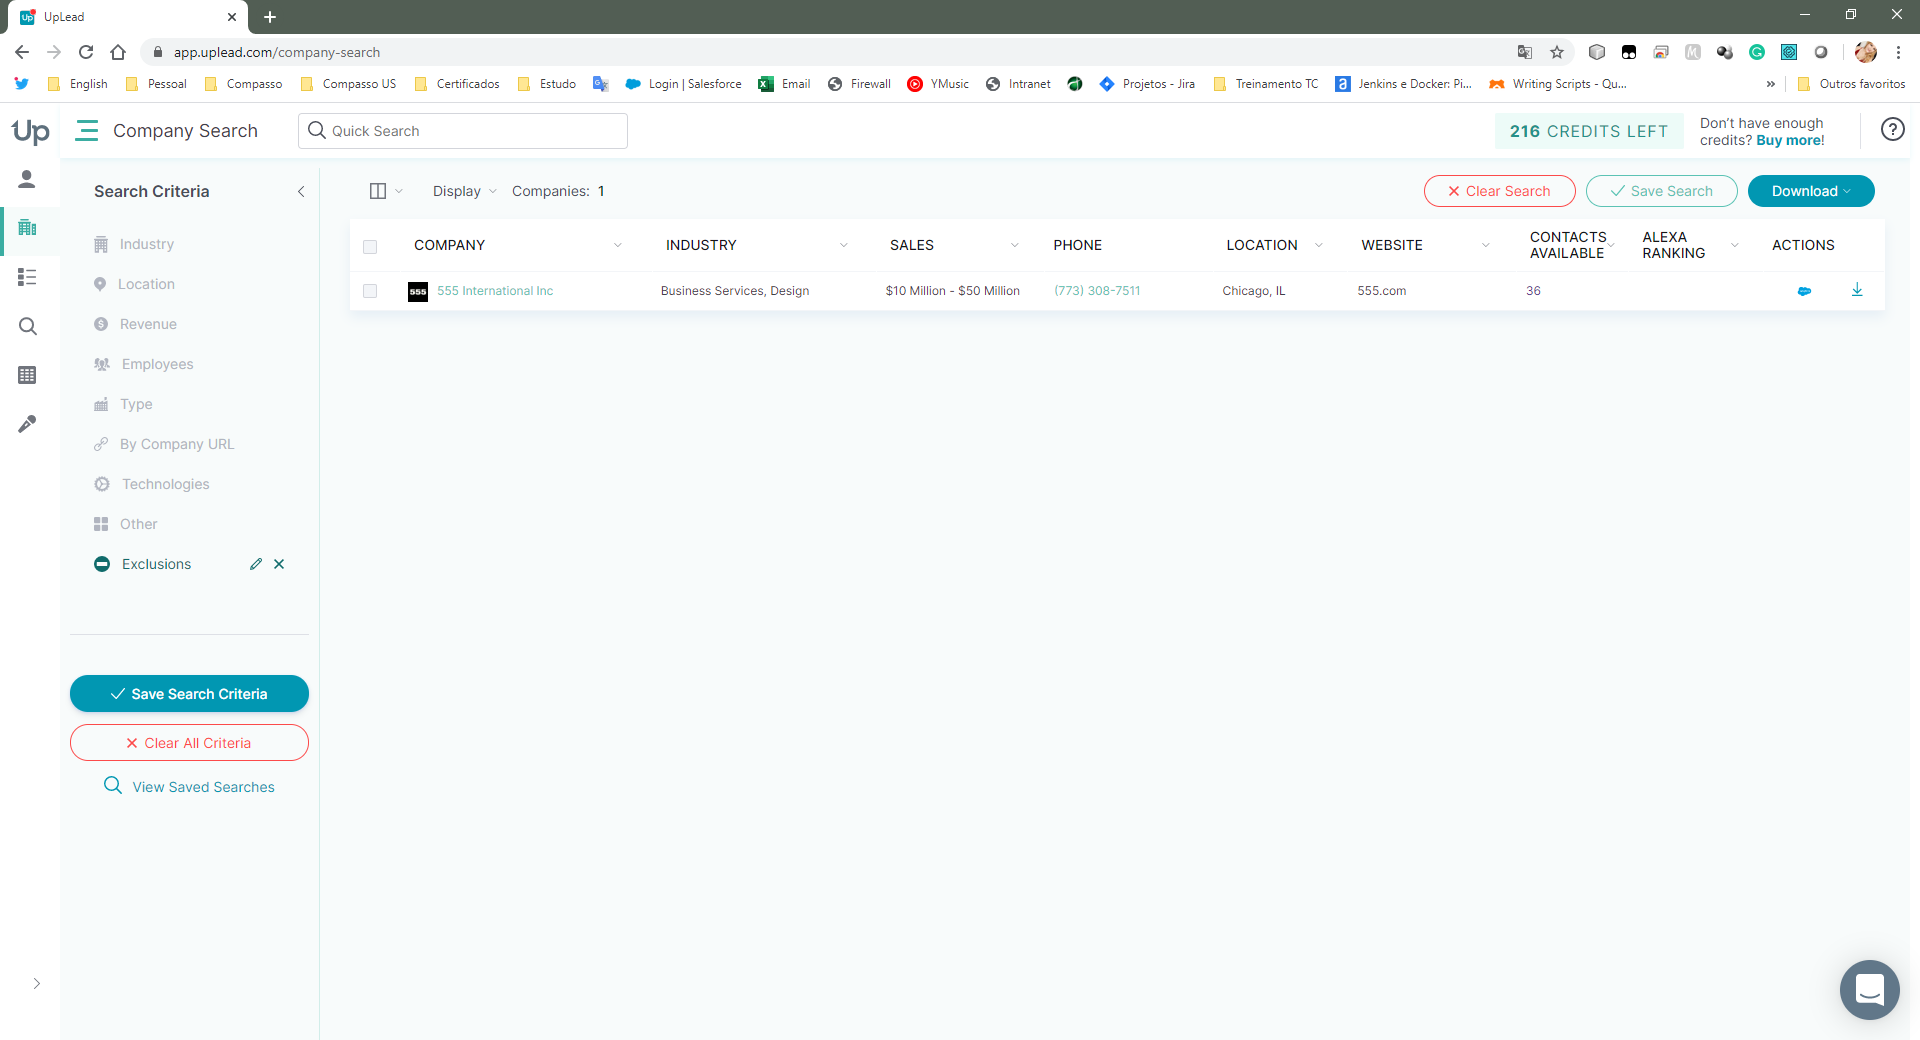 UpLead
app.uplead.com/company-search
English
Pessoal
Compasso
Compasso US
Certificados
Estudo
Login | Salesforce
Email
Firewall
YMusic
Intranet
Projetos - Jira
Treinamento TC
Jenkins e Docker: Pi...
Writing Scripts - Qu...
»
Outros favoritos
Up
Company Search
Quick Search
216 CREDITS LEFT
Don't have enough
credits? Buy more!
Search Criteria
Display
Companies: 1
Clear Search
Save Search
Download
Industry
Location
Revenue
Employees
Type
By Company URL
Technologies
Other
Exclusions
Save Search Criteria
Clear All Criteria
View Saved Searches
COMPANY
INDUSTRY
SALES
PHONE
LOCATION
WEBSITE
CONTACTS
AVAILABLE
ALEXA
RANKING
ACTIONS
555
555 International Inc
Business Services, Design
$10 Million - $50 Million
(773) 308-7511
Chicago, IL
555.com
36